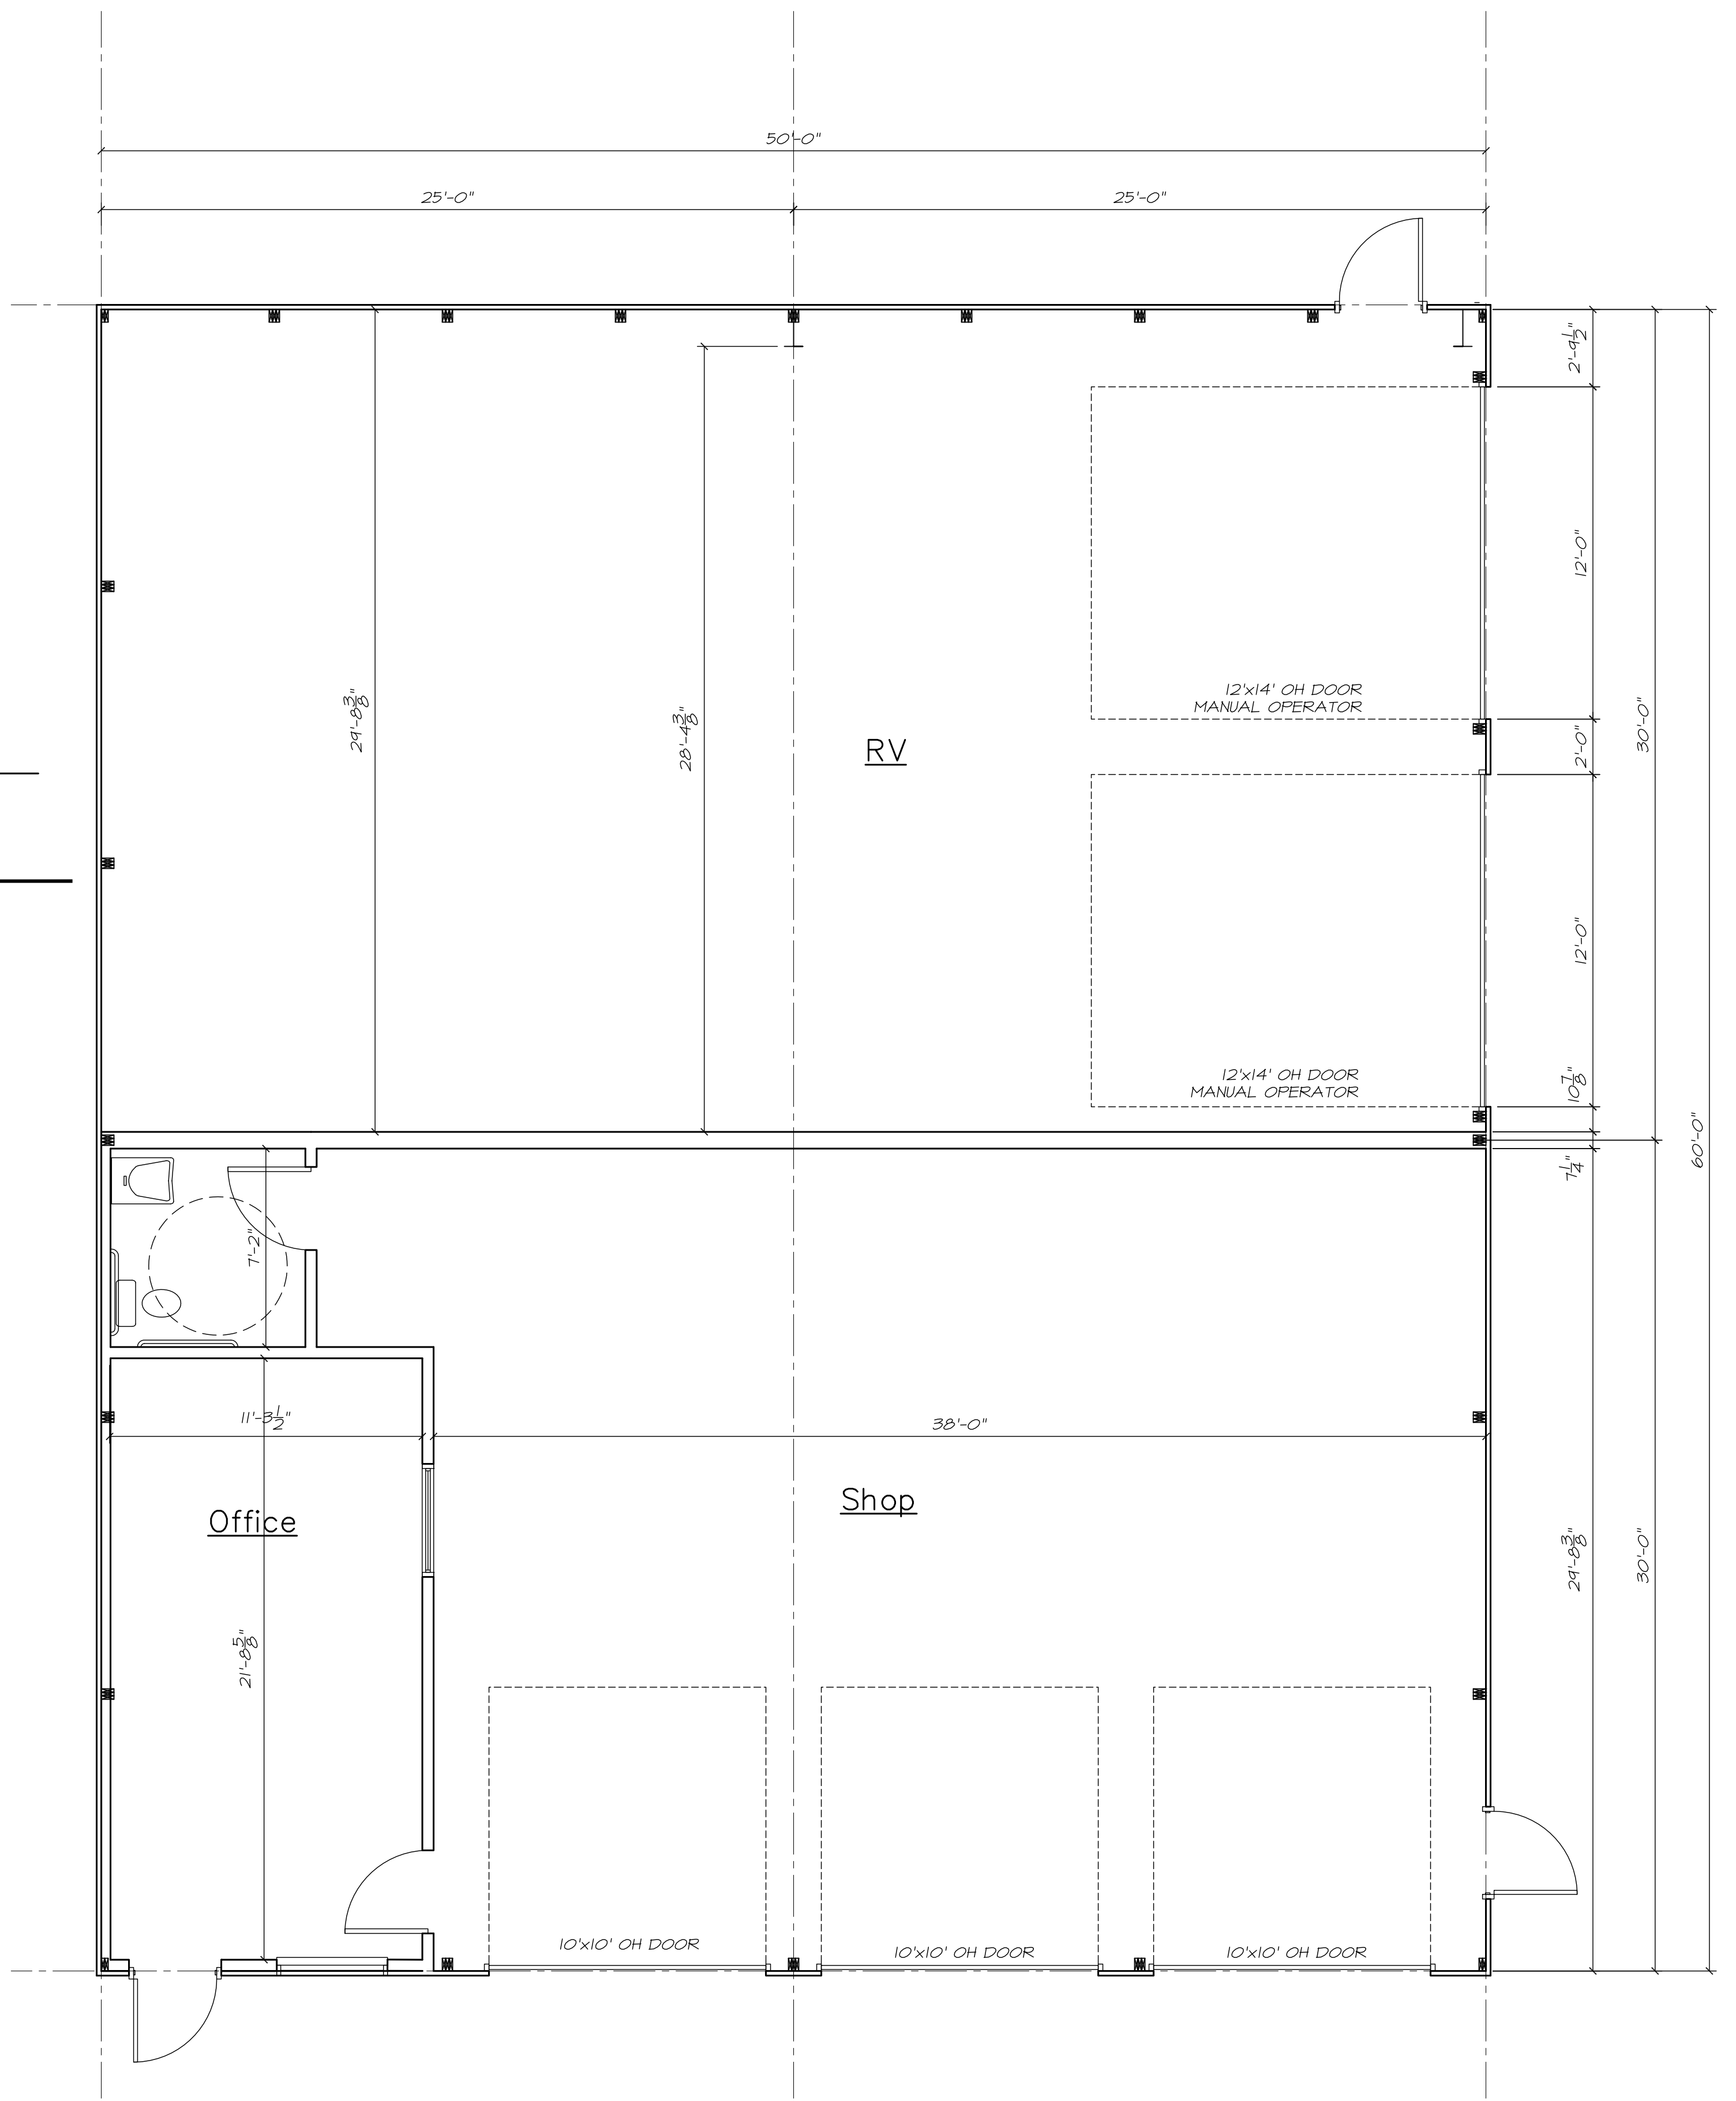 50'-0"
25'-0"
25'-0"
2'-9 1/2"
12'-0"
29'-8 3/8"
28'-4 3/8"
12'x14' OH DOOR
MANUAL OPERATOR
30'-0"
2'-0"
RV
12'-0"
12'x14' OH DOOR
MANUAL OPERATOR
10 7/8"
60'-0"
7 1/4"
7'-2"
11'-3 1/2"
38'-0"
Shop
Office
29'-8 3/8"
30'-0"
21'-8 5/8"
10'x10' OH DOOR
10'x10' OH DOOR
10'x10' OH DOOR